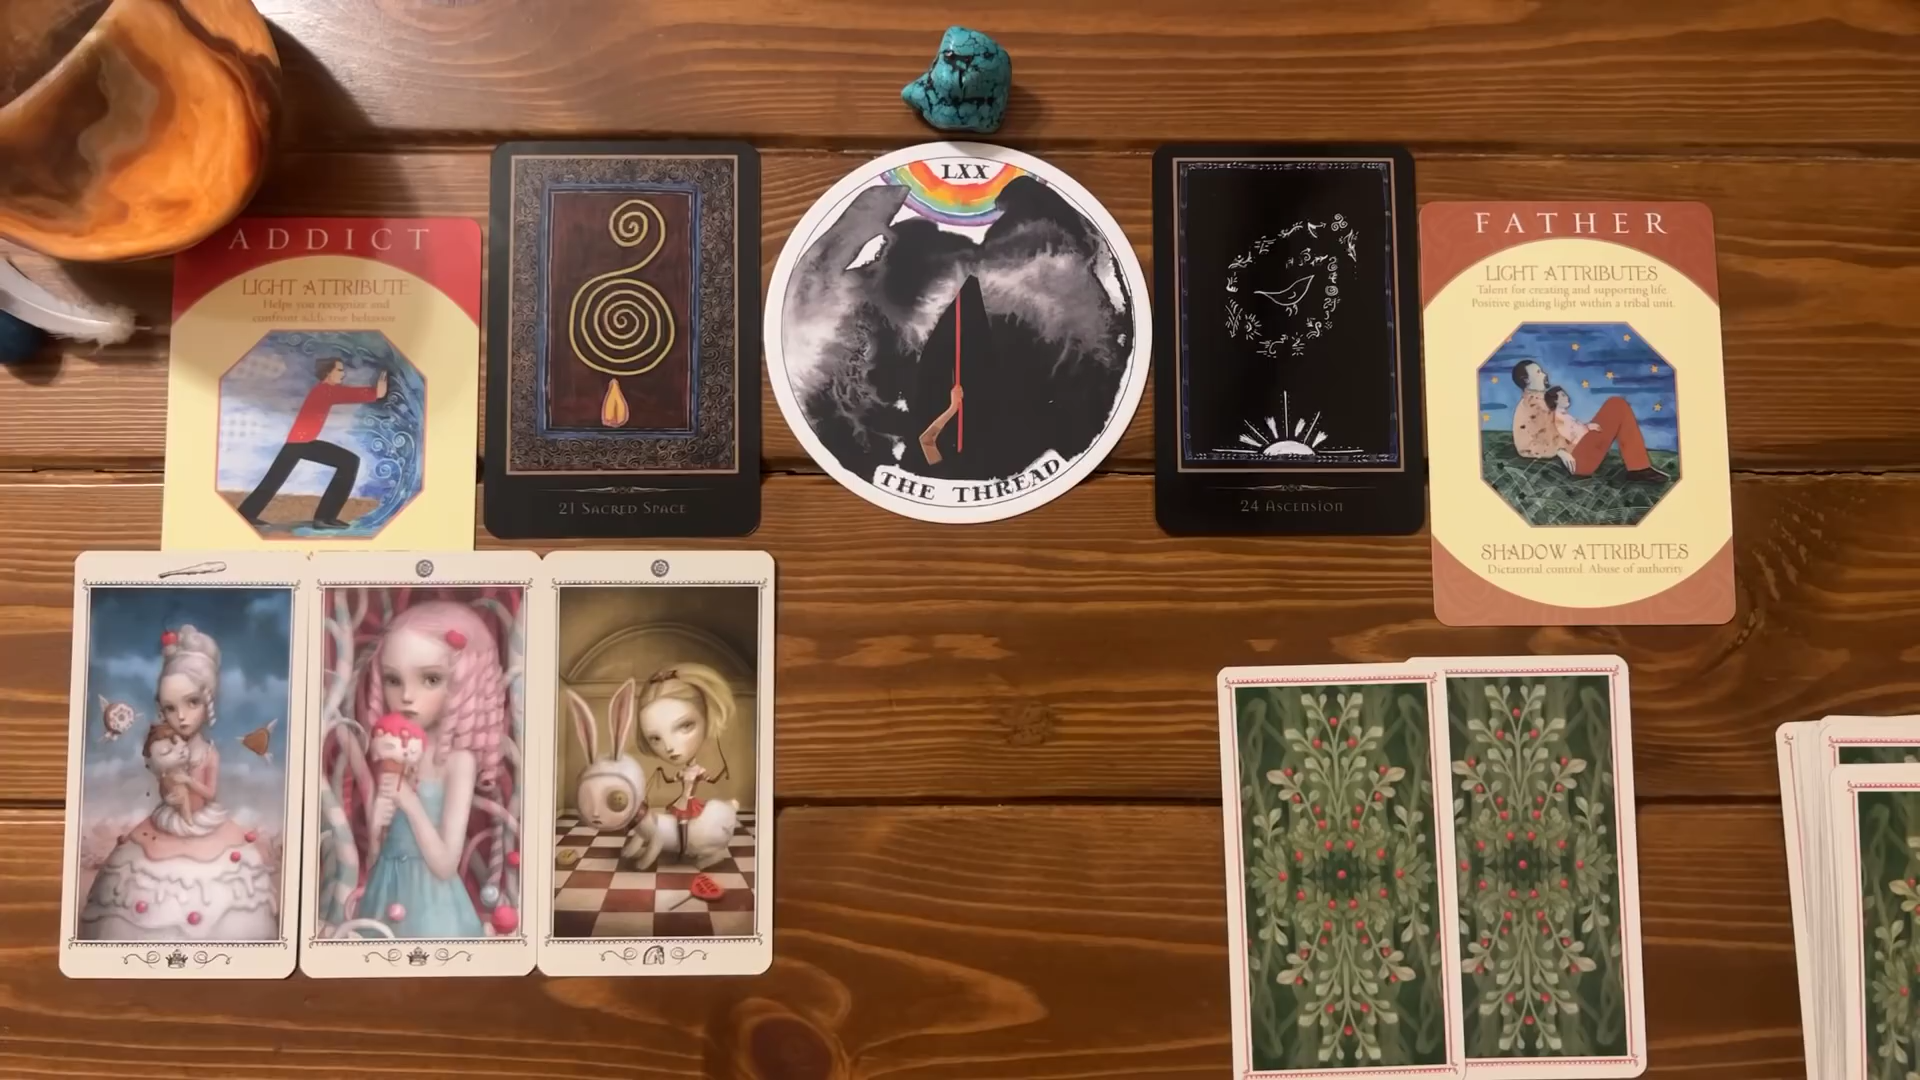 ADDICT
LIGHT ATTRIBUTE
Helps you recognize and
confront addictive behavior
21 SACRED SPACE
LXX
THE THREAD
24 ASCENSION
FATHER
LIGHT ATTRIBUTES
Talent for creating and supporting life.
Positive guiding light within a tribal unit.
SHADOW ATTRIBUTES
Dictatorial control. Abuse of authority.